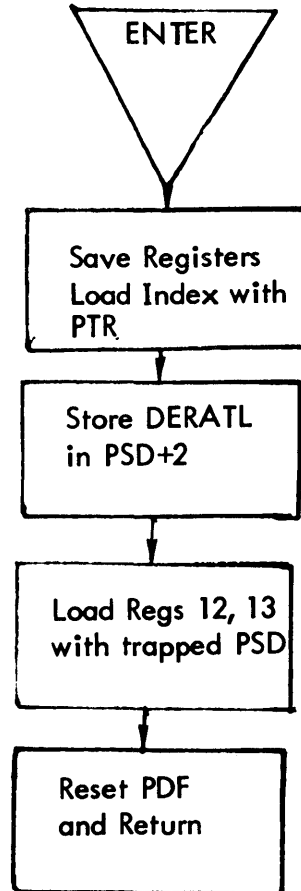 ENTER
Save Registers
Load Index with
PTR
Store DERATL
in PSD+2
Load Regs 12, 13
with trapped PSD
Reset PDF
and Return